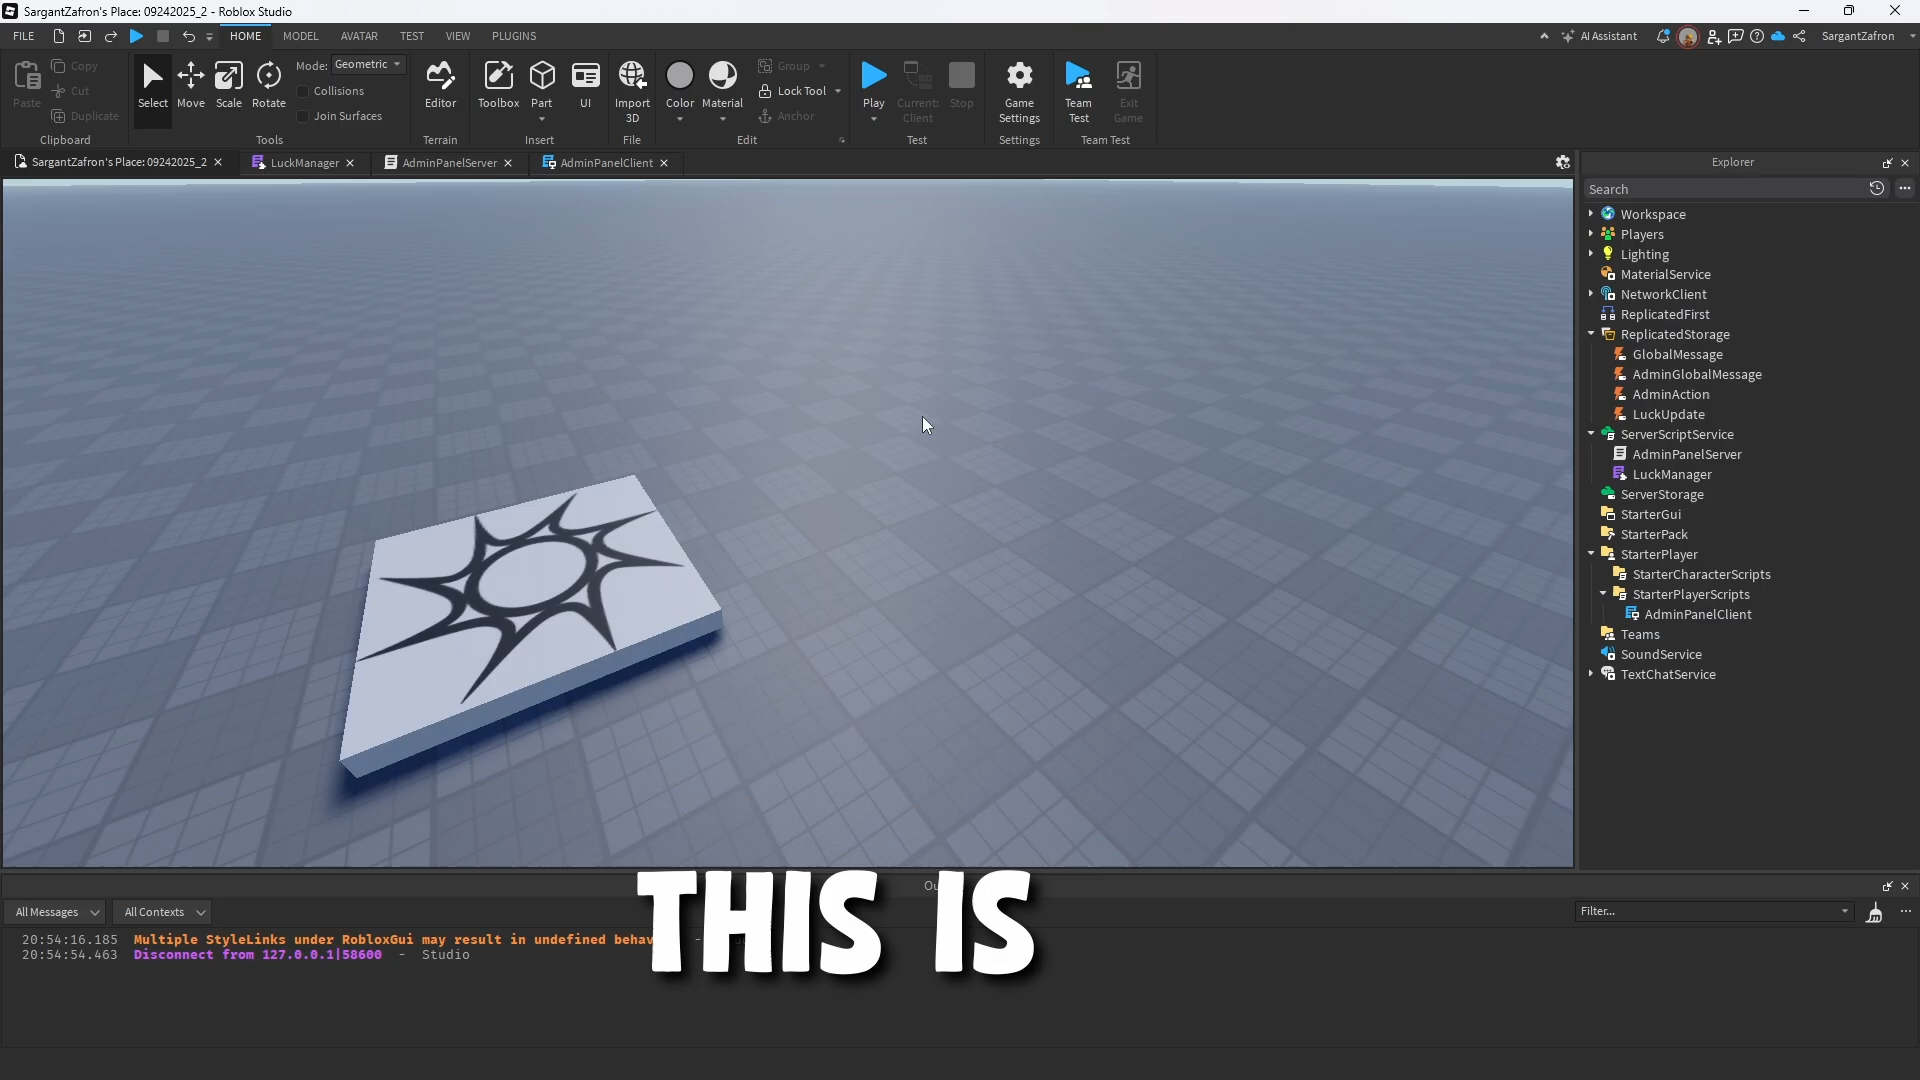 SargantZafron's Place: 09242025_2 - Roblox Studio
FILE HOME MODEL AVATAR TEST VIEW PLUGINS AI Assistant SargantZafron
Paste Copy Cut Duplicate Clipboard
Select Move Scale Rotate Mode: Geometric Collisions Join Surfaces Tools
Editor Terrain
Toolbox Part UI Insert
Import 3D File
Color Material Group Lock Tool Anchor Edit
Play Current: Client Stop Test
Game Settings Settings
Team Test Exit Game Team Test
SargantZafron's Place: 09242025_2 LuckManager AdminPanelServer AdminPanelClient
Explorer
Search
Workspace
Players
Lighting
MaterialService
NetworkClient
ReplicatedFirst
ReplicatedStorage
GlobalMessage
AdminGlobalMessage
AdminAction
LuckUpdate
ServerScriptService
AdminPanelServer
LuckManager
ServerStorage
StarterGui
StarterPack
StarterPlayer
StarterCharacterScripts
StarterPlayerScripts
AdminPanelClient
Teams
SoundService
TextChatService
All Messages All Contexts Filter...
20:54:16.185 Multiple StyleLinks under RobloxGui may result in undefined behav
20:54:54.463 Disconnect from 127.0.0.1|58600 - Studio
THIS IS